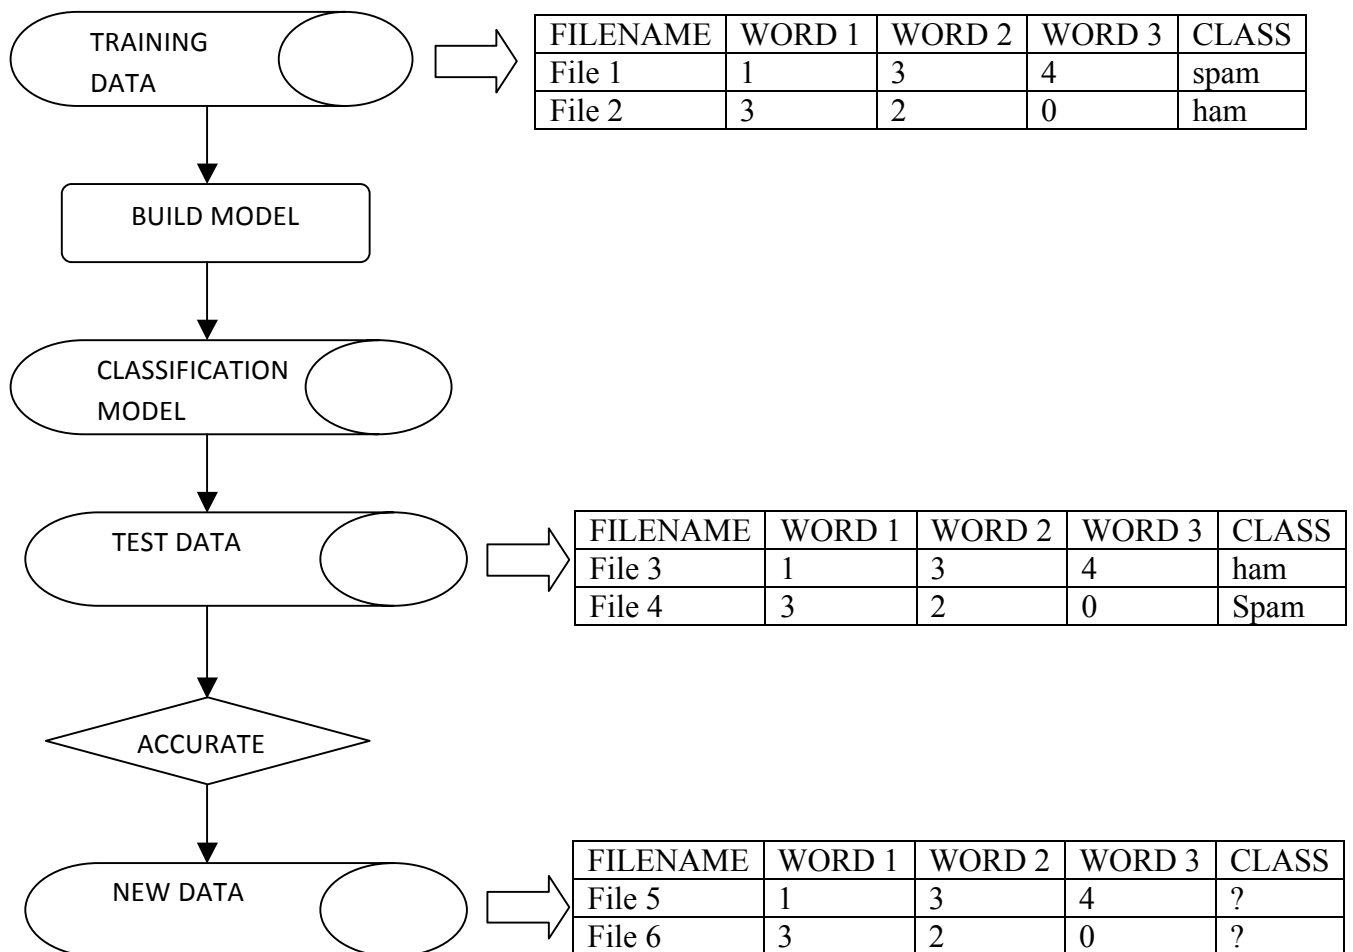 TRAINING
DATA
FILENAME WORD 1 WORD 2 WORD 3 CLASS
File 1 1 3 4 spam
File 2 3 2 0 ham
BUILD MODEL
CLASSIFICATION
MODEL
TEST DATA
FILENAME WORD 1 WORD 2 WORD 3 CLASS
File 3 1 3 4 ham
File 4 3 2 0 Spam
ACCURATE
NEW DATA
FILENAME WORD 1 WORD 2 WORD 3 CLASS
File 5 1 3 4 ?
File 6 3 2 0 ?